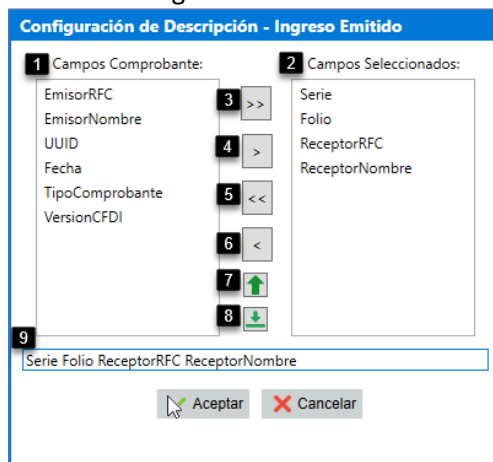 Configuración de Descripción - Ingreso Emitido
1 Campos Comprobante:
2 Campos Seleccionados:
EmisorRFC
EmisorNombre
UUID
Fecha
TipoComprobante
VersionCFDI
3 >>
4 >
5 <<
6 <
7
8
Serie
Folio
ReceptorRFC
ReceptorNombre
9
Serie Folio ReceptorRFC ReceptorNombre
Aceptar
Cancelar